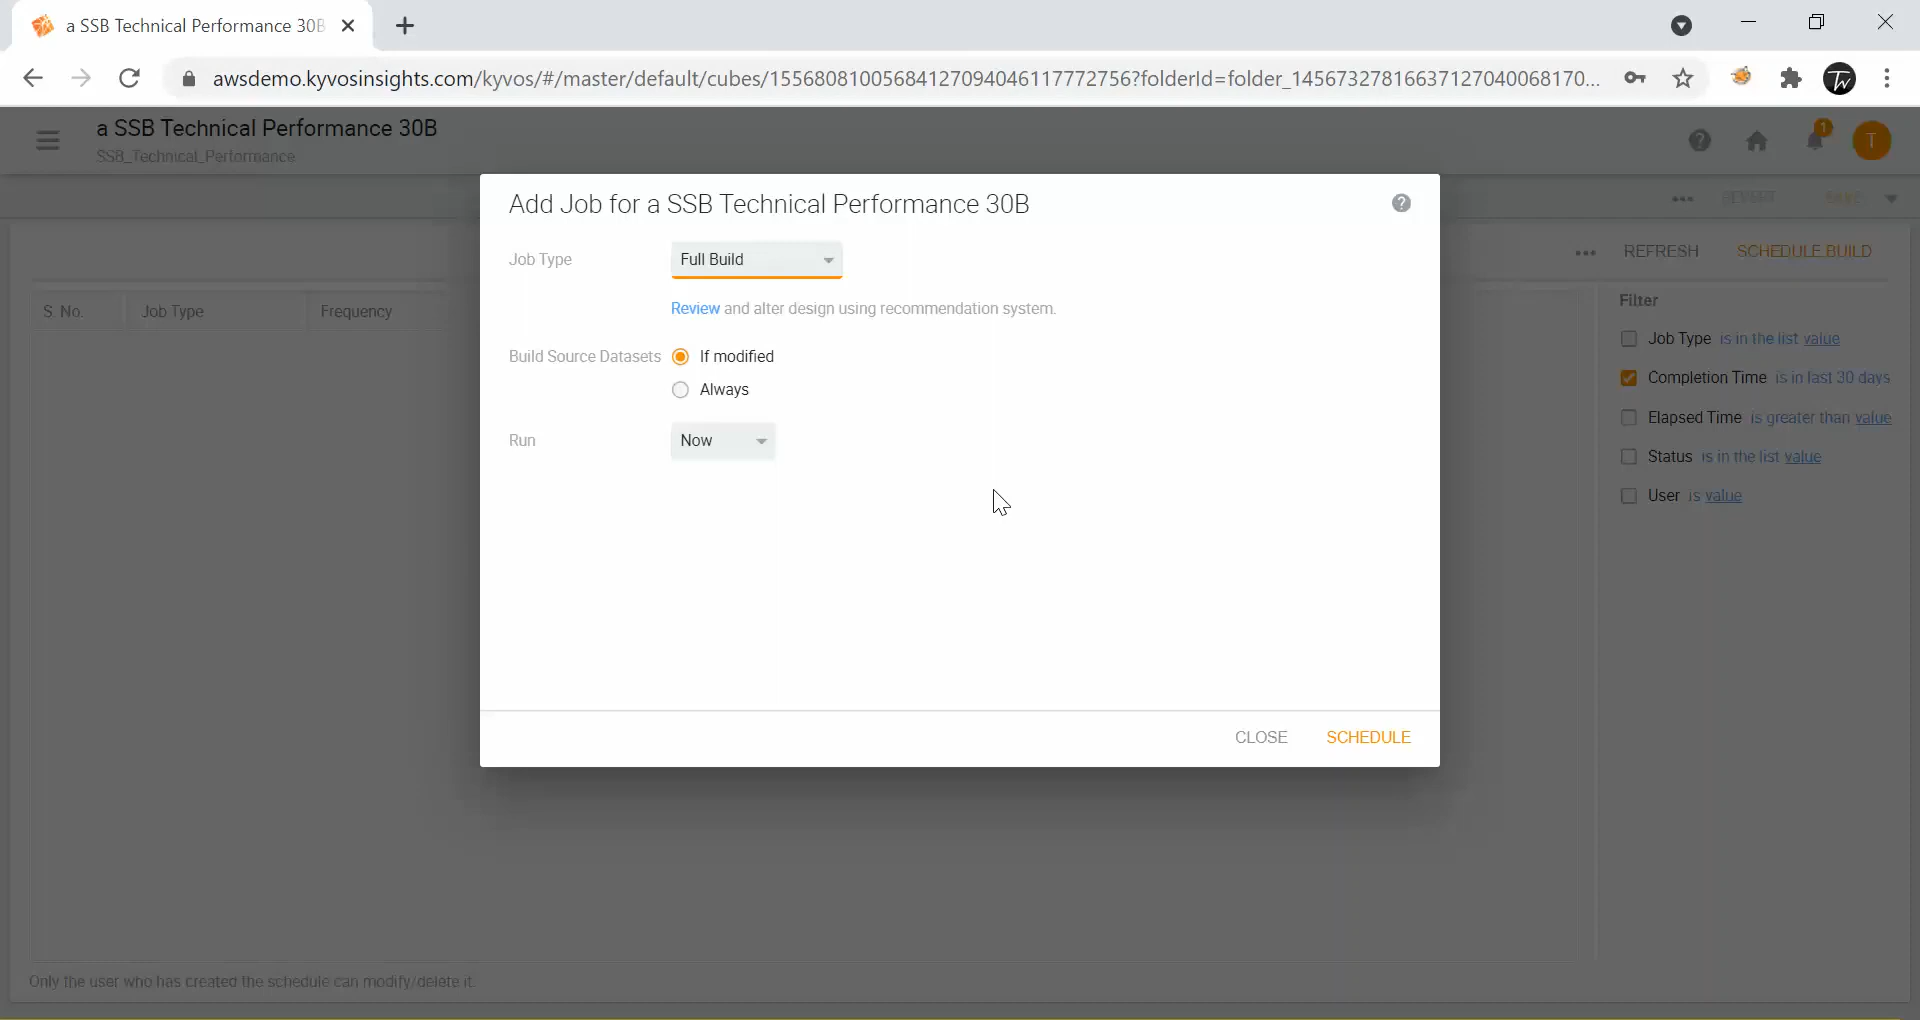 a SSB Technical Performance 30B
awsdemo.kyvosinsights.com/kyvos/#/master/default/cubes/1556808100568412709404611777​2756?folderId=folder_14567327816637127040068170...
a SSB Technical Performance 30B
SSB_Technical_Performance
1
T
REVERT
SAVE
Add Job for a SSB Technical Performance 30B
REFRESH
SCHEDULE BUILD
Job Type
Full Build
Review and alter design using recommendation system.
Build Source Datasets
If modified
Always
Run
Now
CLOSE
SCHEDULE
S. No.
Job Type
Frequency
Filter
Job Type is in the list value
Completion Time is in last 30 days
Elapsed Time is greater than value
Status is in the list value
User is value
Only the user who has created the schedule can modify/delete it.